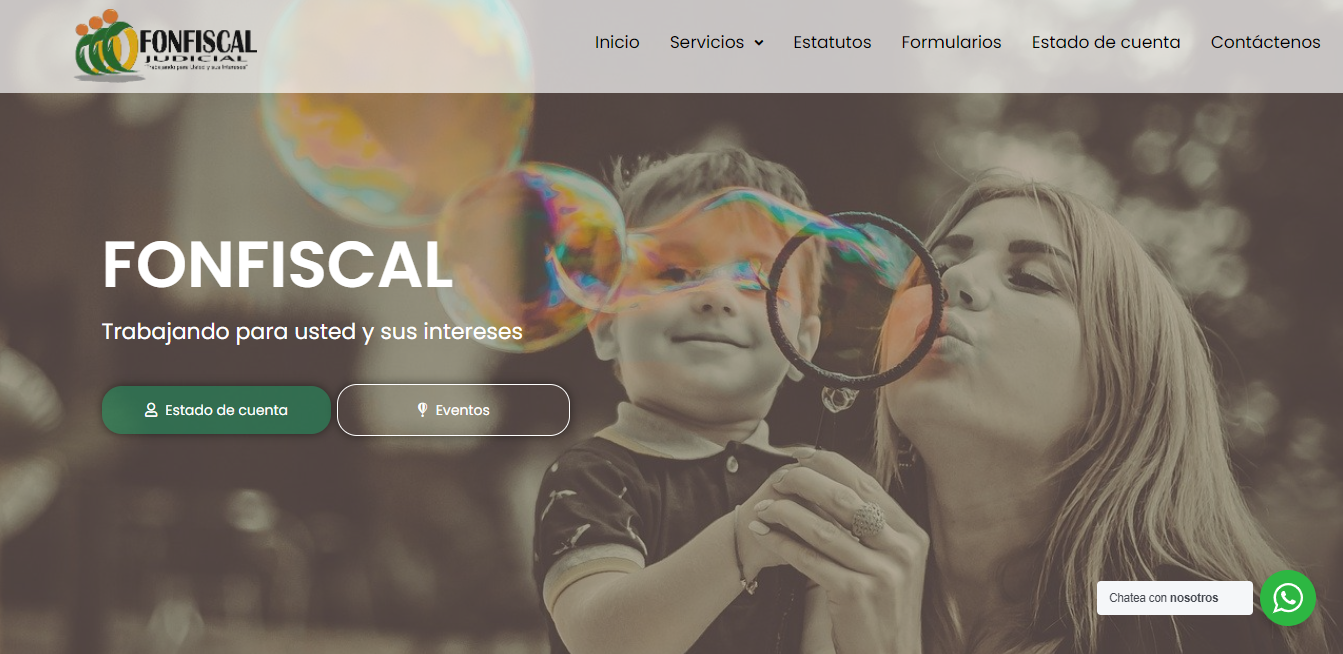 FONFISCAL
JUDICIAL
"Trabajando para Usted y sus Intereses"
Inicio Servicios Estatutos Formularios Estado de cuenta Contáctenos
FONFISCAL
Trabajando para usted y sus intereses
Estado de cuenta Eventos
Chatea con nosotros